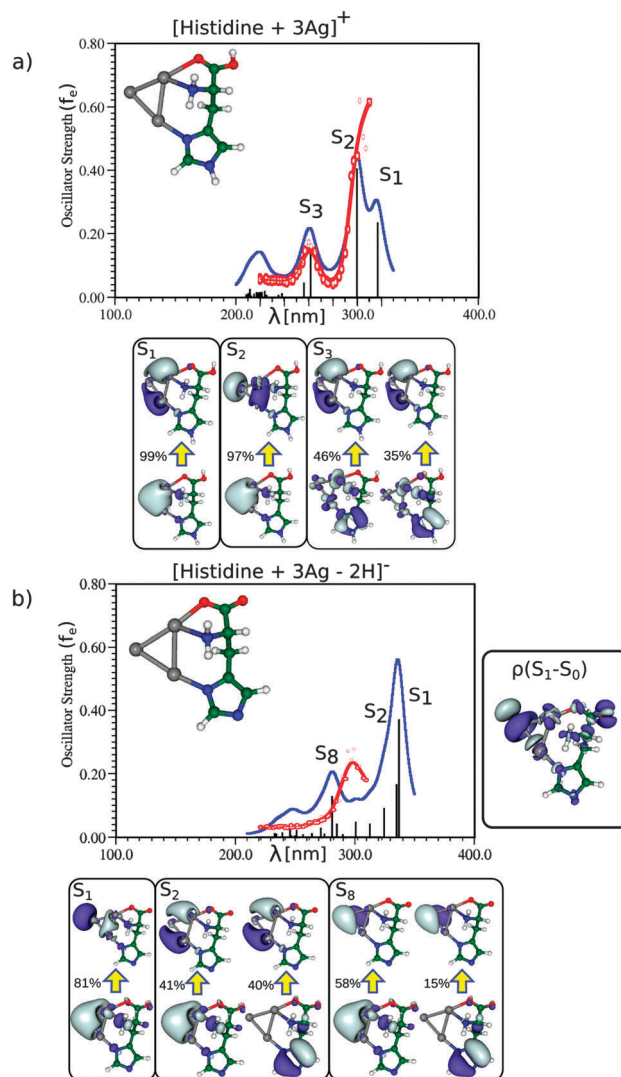 [Histidine + 3Ag]⁺
a)
Oscillator Strength (fₑ)
0.80
0.60
0.40
0.20
0.00
S₃
S₂
S₁
100.0 200.0 300.0 400.0
λ[nm]
S₁ S₂ S₃
99% 97% 46% 35%
[Histidine + 3Ag - 2H]⁻
b)
Oscillator Strength (fₑ)
0.80
0.60
0.40
0.20
0.00
S₈
S₂
S₁
100.0 200.0 300.0 400.0
λ[nm]
ρ(S₁-S₀)
S₁ S₂ S₈
81% 41% 40% 58% 15%